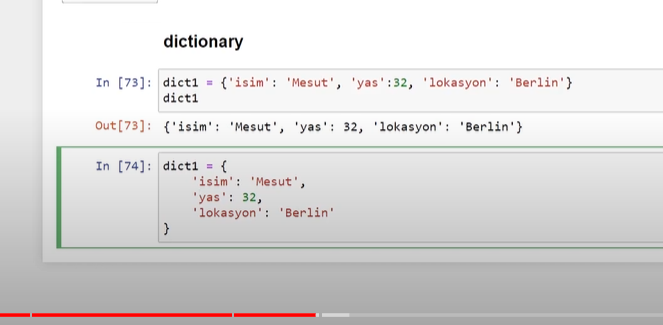 dictionary
In [73]: dict1 = {'isim': 'Mesut', 'yas':32, 'lokasyon': 'Berlin'}
dict1
Out[73]: {'isim': 'Mesut', 'yas': 32, 'lokasyon': 'Berlin'}
In [74]: dict1 = {
'isim': 'Mesut',
'yas': 32,
'lokasyon': 'Berlin'
}